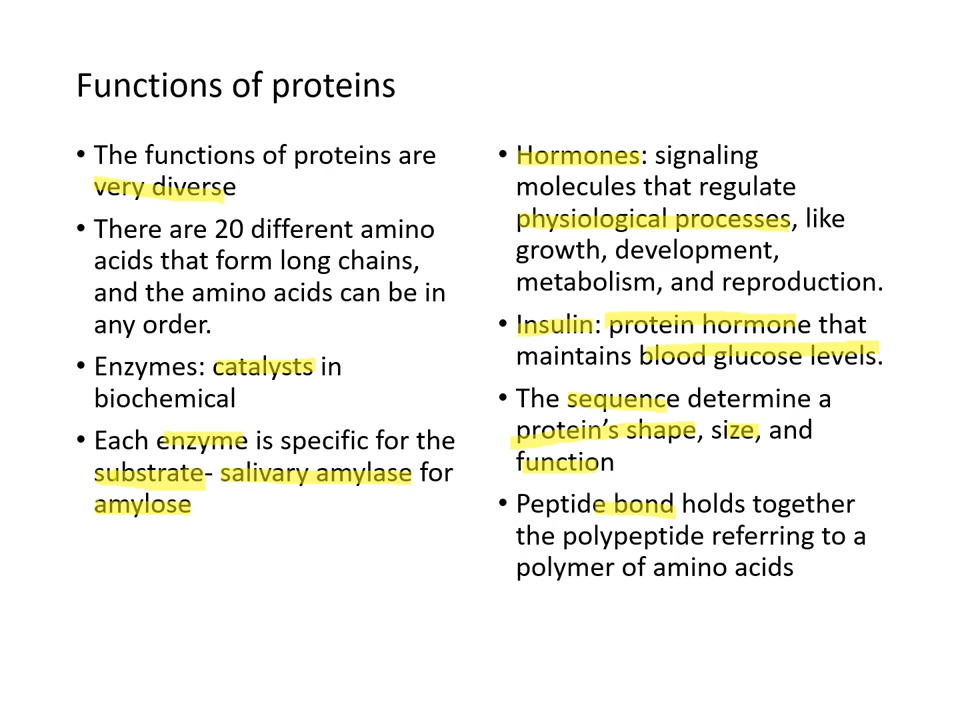 Functions of proteins
• The functions of proteins are
very diverse
• There are 20 different amino
acids that form long chains,
and the amino acids can be in
any order.
• Enzymes: catalysts in
biochemical
• Each enzyme is specific for the
substrate- salivary amylase for
amylose
• Hormones: signaling
molecules that regulate
physiological processes, like
growth, development,
metabolism, and reproduction.
• Insulin: protein hormone that
maintains blood glucose levels.
• The sequence determine a
protein’s shape, size, and
function
• Peptide bond holds together
the polypeptide referring to a
polymer of amino acids